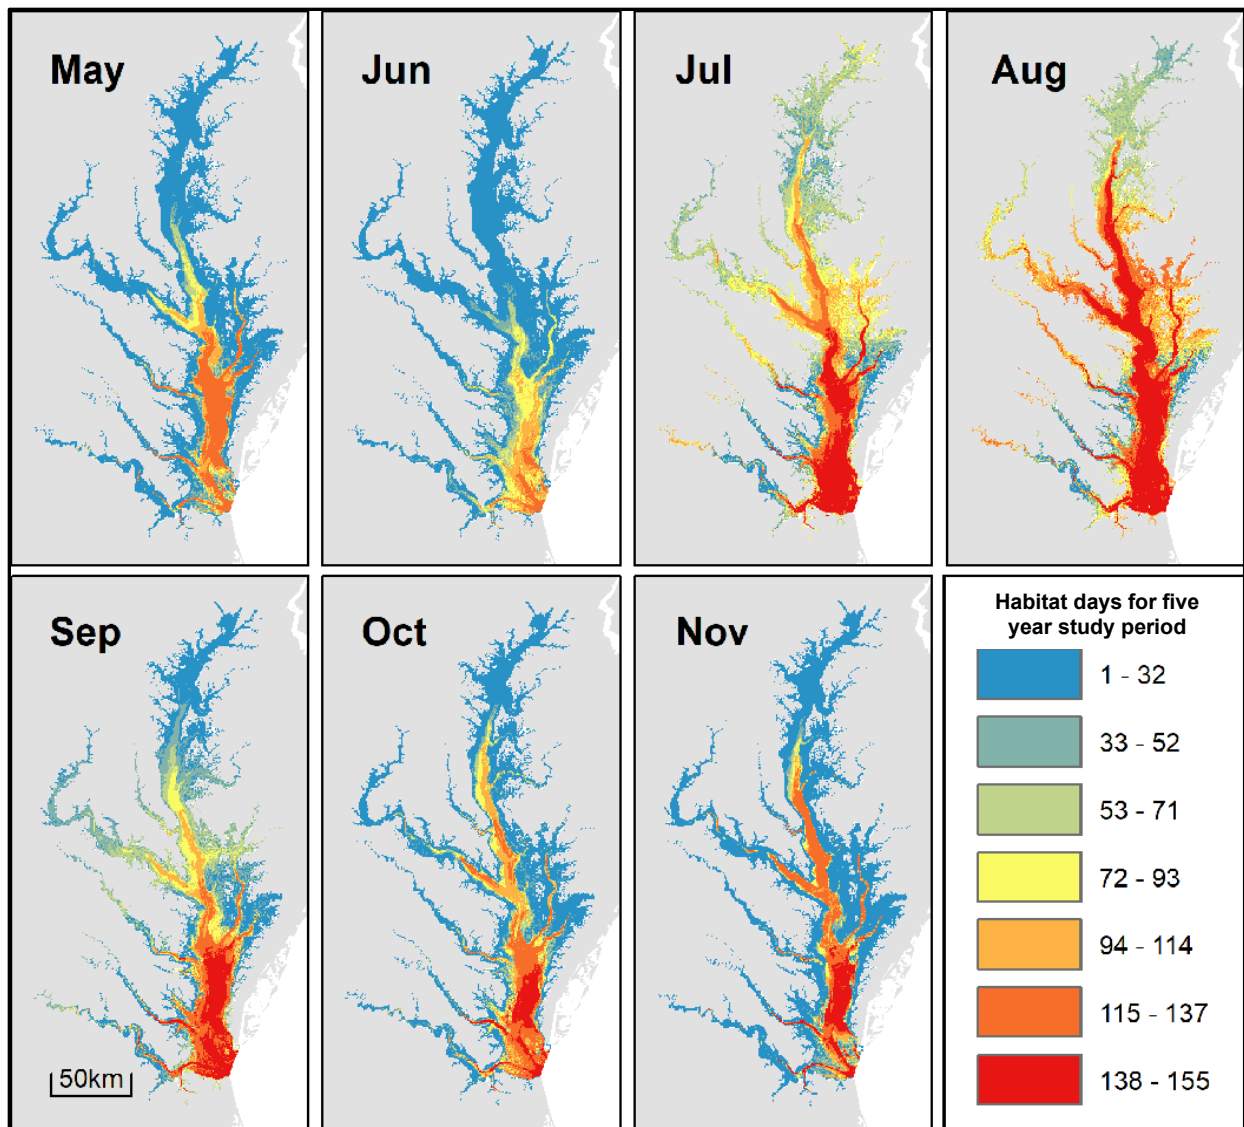 May
Jun
Jul
Aug
Sep
Oct
Nov
50km
Habitat days for five
year study period
1 - 32
33 - 52
53 - 71
72 - 93
94 - 114
115 - 137
138 - 155